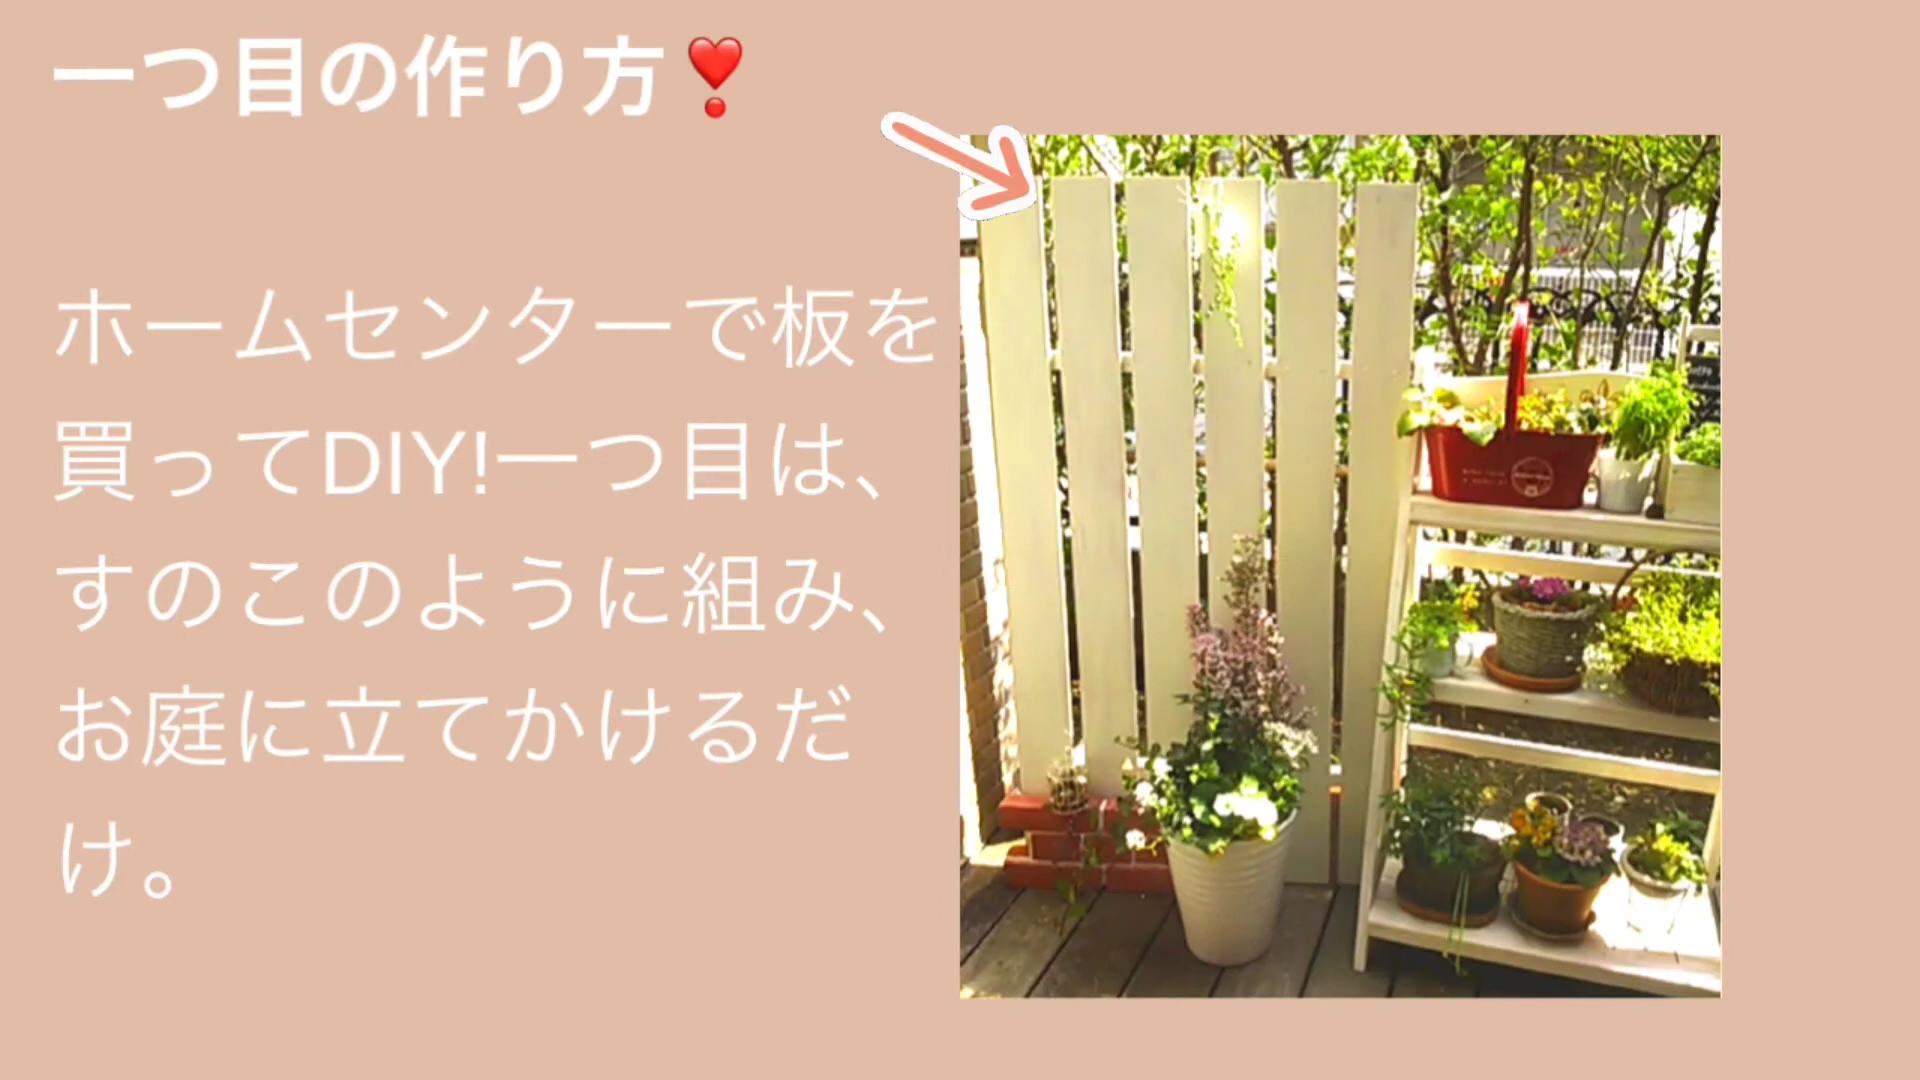 一つ目の作り方❣️
ホームセンターで板を
買ってDIY!一つ目は、
すのこのように組み、
お庭に立てかけるだ
け。